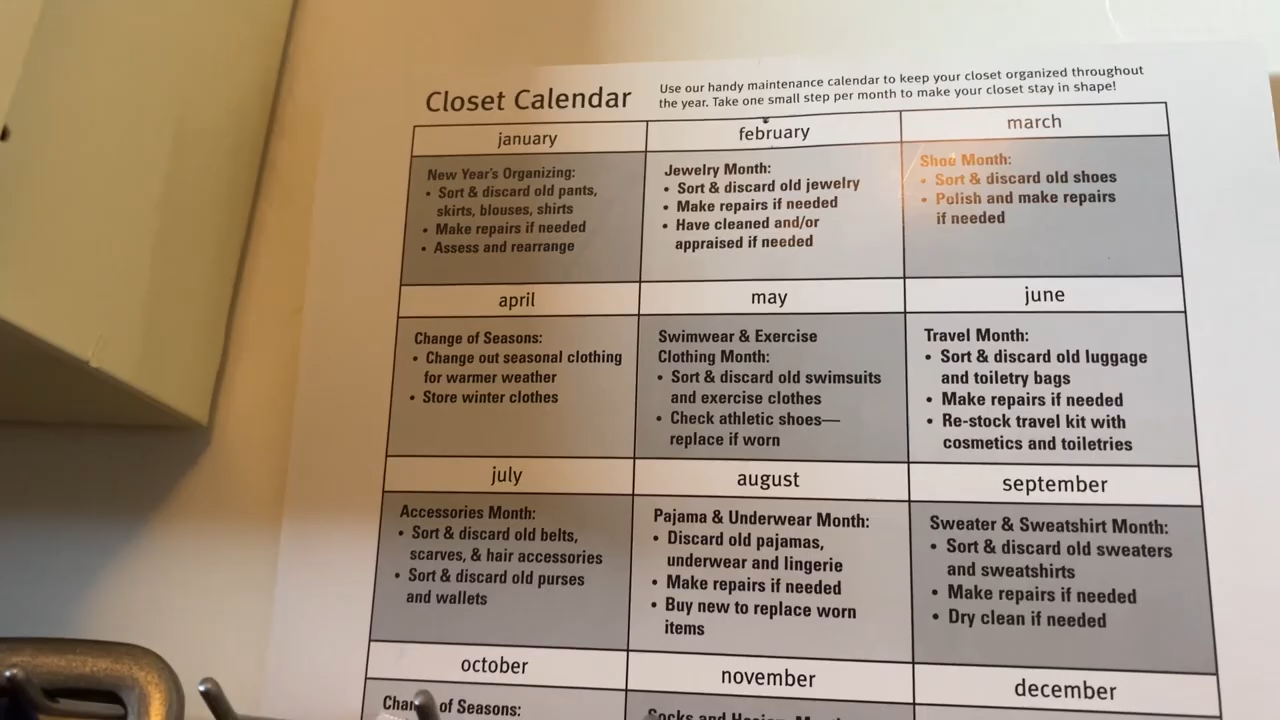 Closet Calendar
Use our handy maintenance calendar to keep your closet organized throughout
the year. Take one small step per month to make your closet stay in shape!
january
New Year's Organizing:
• Sort & discard old pants,
skirts, blouses, shirts
• Make repairs if needed
• Assess and rearrange
february
Jewelry Month:
• Sort & discard old jewelry
• Make repairs if needed
• Have cleaned and/or
appraised if needed
march
Shoe Month:
• Sort & discard old shoes
• Polish and make repairs
if needed
april
Change of Seasons:
• Change out seasonal clothing
for warmer weather
• Store winter clothes
may
Swimwear & Exercise
Clothing Month:
• Sort & discard old swimsuits
and exercise clothes
• Check athletic shoes—
replace if worn
june
Travel Month:
• Sort & discard old luggage
and toiletry bags
• Make repairs if needed
• Re-stock travel kit with
cosmetics and toiletries
july
Accessories Month:
• Sort & discard old belts,
scarves, & hair accessories
• Sort & discard old purses
and wallets
august
Pajama & Underwear Month:
• Discard old pajamas,
underwear and lingerie
• Make repairs if needed
• Buy new to replace worn
items
september
Sweater & Sweatshirt Month:
• Sort & discard old sweaters
and sweatshirts
• Make repairs if needed
• Dry clean if needed
october
of Seasons:
november
Socks and
december